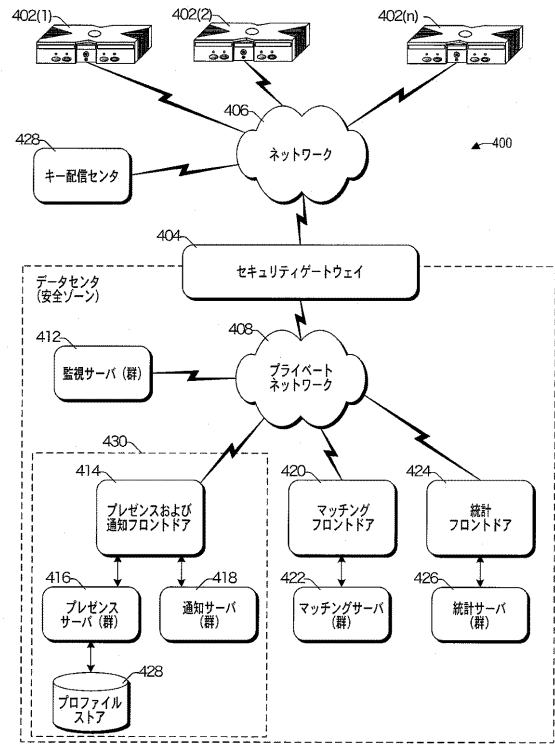 402(1)
402(2)
402(n)
406
ネットワーク
400
428
キー配信センタ
404
セキュリティゲートウェイ
データセンタ
(安全ゾーン)
408
プライベート
ネットワーク
412
監視サーバ (群)
430
414
プレゼンスおよび
通知フロントドア
420
マッチング
フロントドア
424
統計
フロントドア
416
プレゼンス
サーバ (群)
418
通知サーバ
(群)
422
マッチングサーバ
(群)
426
統計サーバ
(群)
428
プロファイル
ストア